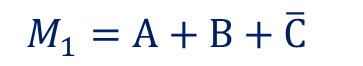 M₁ = A + B + C̅